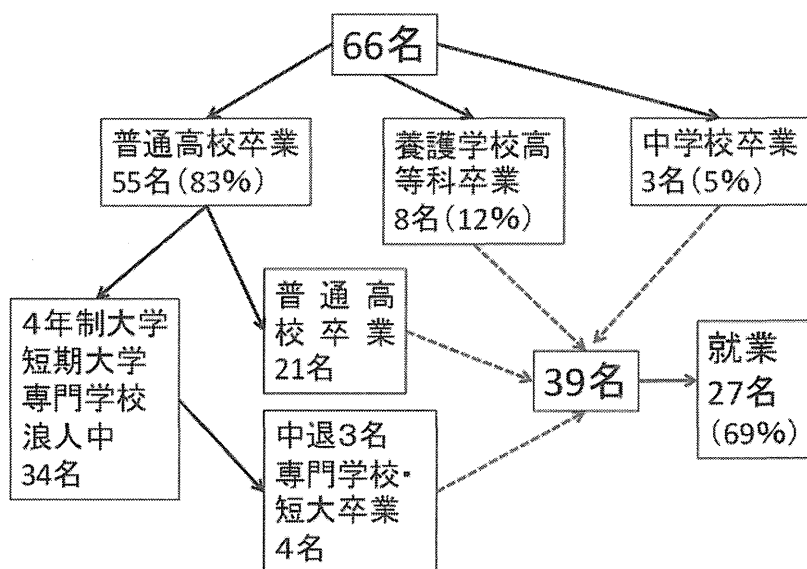 66名
普通高校卒業
55名(83%)
養護学校高
等科卒業
8名(12%)
中学校卒業
3名(5%)
4年制大学
短期大学
専門学校
浪人中
34名
普通高
校卒業
21名
中退3名
専門学校・
短大卒業
4名
39名
就業
27名
(69%)